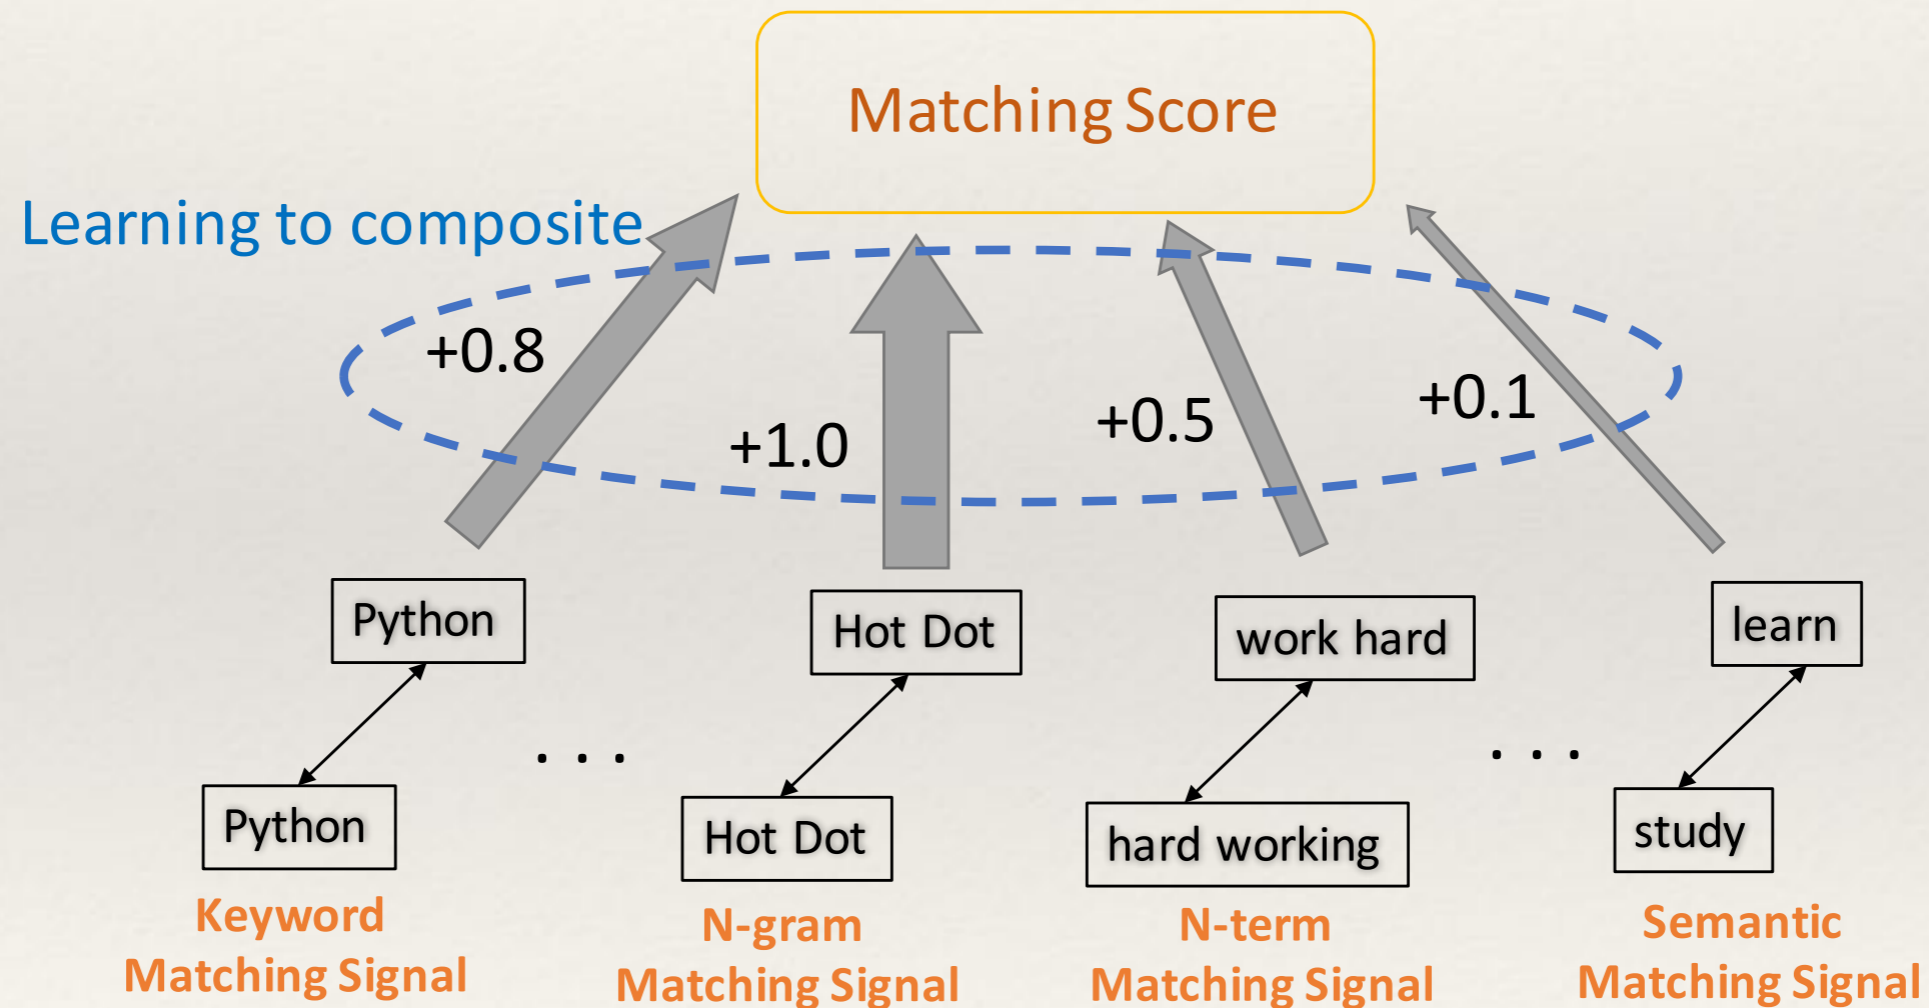 Matching Score
Learning to composite
+0.8
+1.0
+0.5
+0.1
Python
Hot Dot
work hard
learn
. . .
. . .
Python
Hot Dot
hard working
study
Keyword
Matching Signal
N-gram
Matching Signal
N-term
Matching Signal
Semantic
Matching Signal